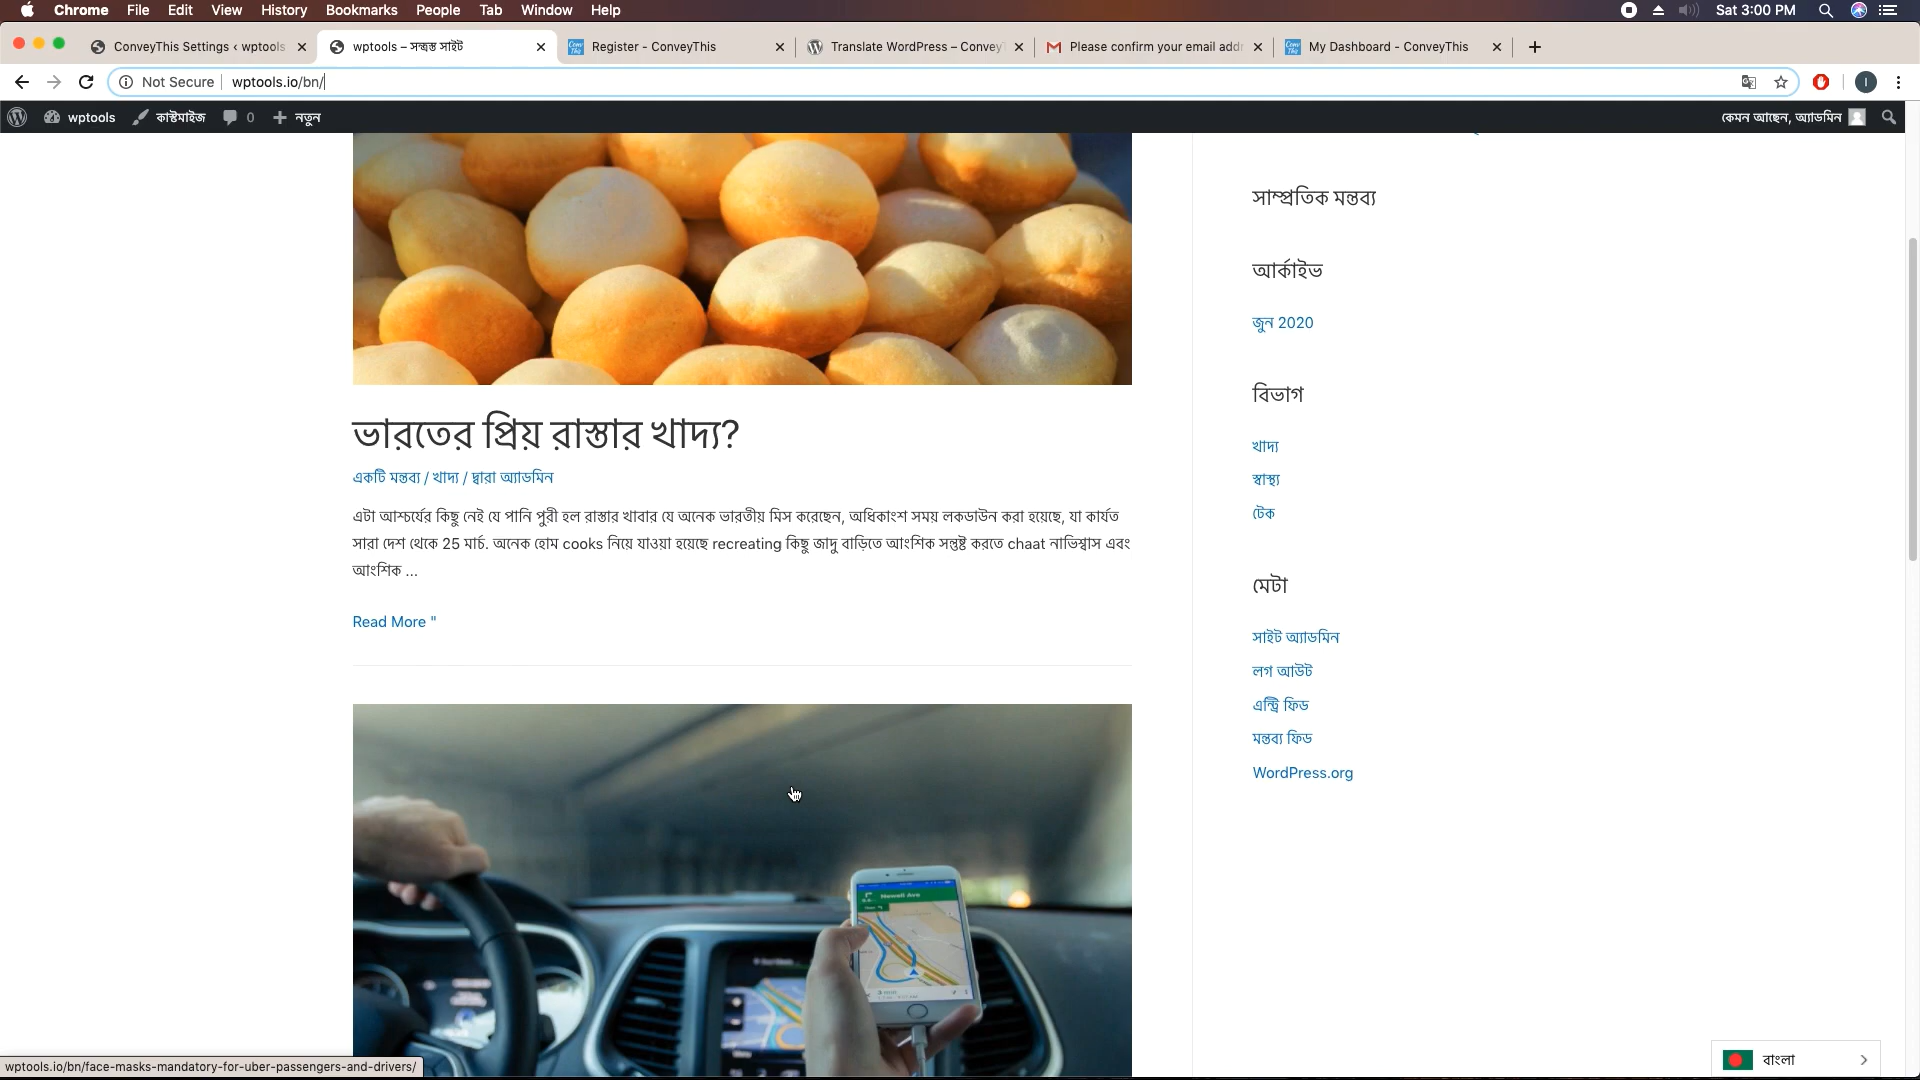 Chrome File Edit View History Bookmarks People Tab Window Help Sat 3:00 PM
ConveyThis Settings ‹ wptools wptools – সন্ত্রস্ত সাইট Register - ConveyThis Translate WordPress – Convey Please confirm your email addr My Dashboard - ConveyThis
Not Secure wptools.io/bn/
wptools কাস্টমাইজ 0 নতুন কেমন আছেন, অ্যাডমিন
সাম্প্রতিক মন্তব্য
আর্কাইভ
জুন 2020
বিভাগ
খাদ্য
স্বাস্থ্য
টেক
মেটা
সাইট অ্যাডমিন
লগ আউট
এন্ট্রি ফিড
মন্তব্য ফিড
WordPress.org
ভারতের প্রিয় রাস্তার খাদ্য?
একটি মন্তব্য / খাদ্য / দ্বারা অ্যাডমিন
এটা আশ্চর্যের কিছু নেই যে পানি পুরী হল রাস্তার খাবার যে অনেক ভারতীয় মিস করেছেন, অধিকাংশ সময় লকডাউন করা হয়েছে, যা কার্যত
সারা দেশ থেকে 25 মার্চ. অনেক হোম cooks নিয়ে যাওয়া হয়েছে recreating কিছু জাদু বাড়িতে আংশিক সন্তুষ্ট করতে chaat নাভিশ্বাস এবং
আংশিক ...
Read More "
Newell Ave
wptools.io/bn/face-masks-mandatory-for-uber-passengers-and-drivers/
বাংলা